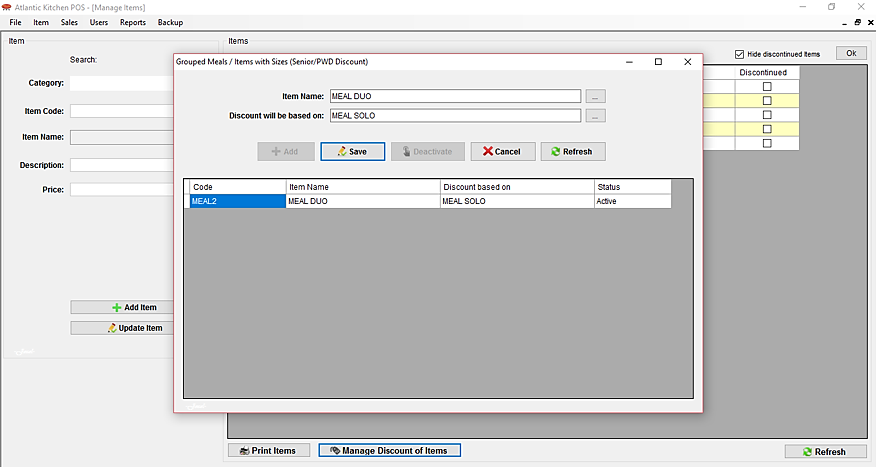 Atlantic Kitchen POS - [Manage Items]
File Item Sales Users Reports Backup
Item
Search:
Category:
Item Code:
Item Name:
Description:
Price:
Add Item
Update Item
Items
Hide discontinued Items
Ok
Discontinued
Grouped Meals / Items with Sizes (Senior/PWD Discount)
Item Name: MEAL DUO ...
Discount will be based on: MEAL SOLO ...
Add Save Deactivate Cancel Refresh
Code Item Name Discount based on Status
MEAL2 MEAL DUO MEAL SOLO Active
Print Items Manage Discount of Items Refresh